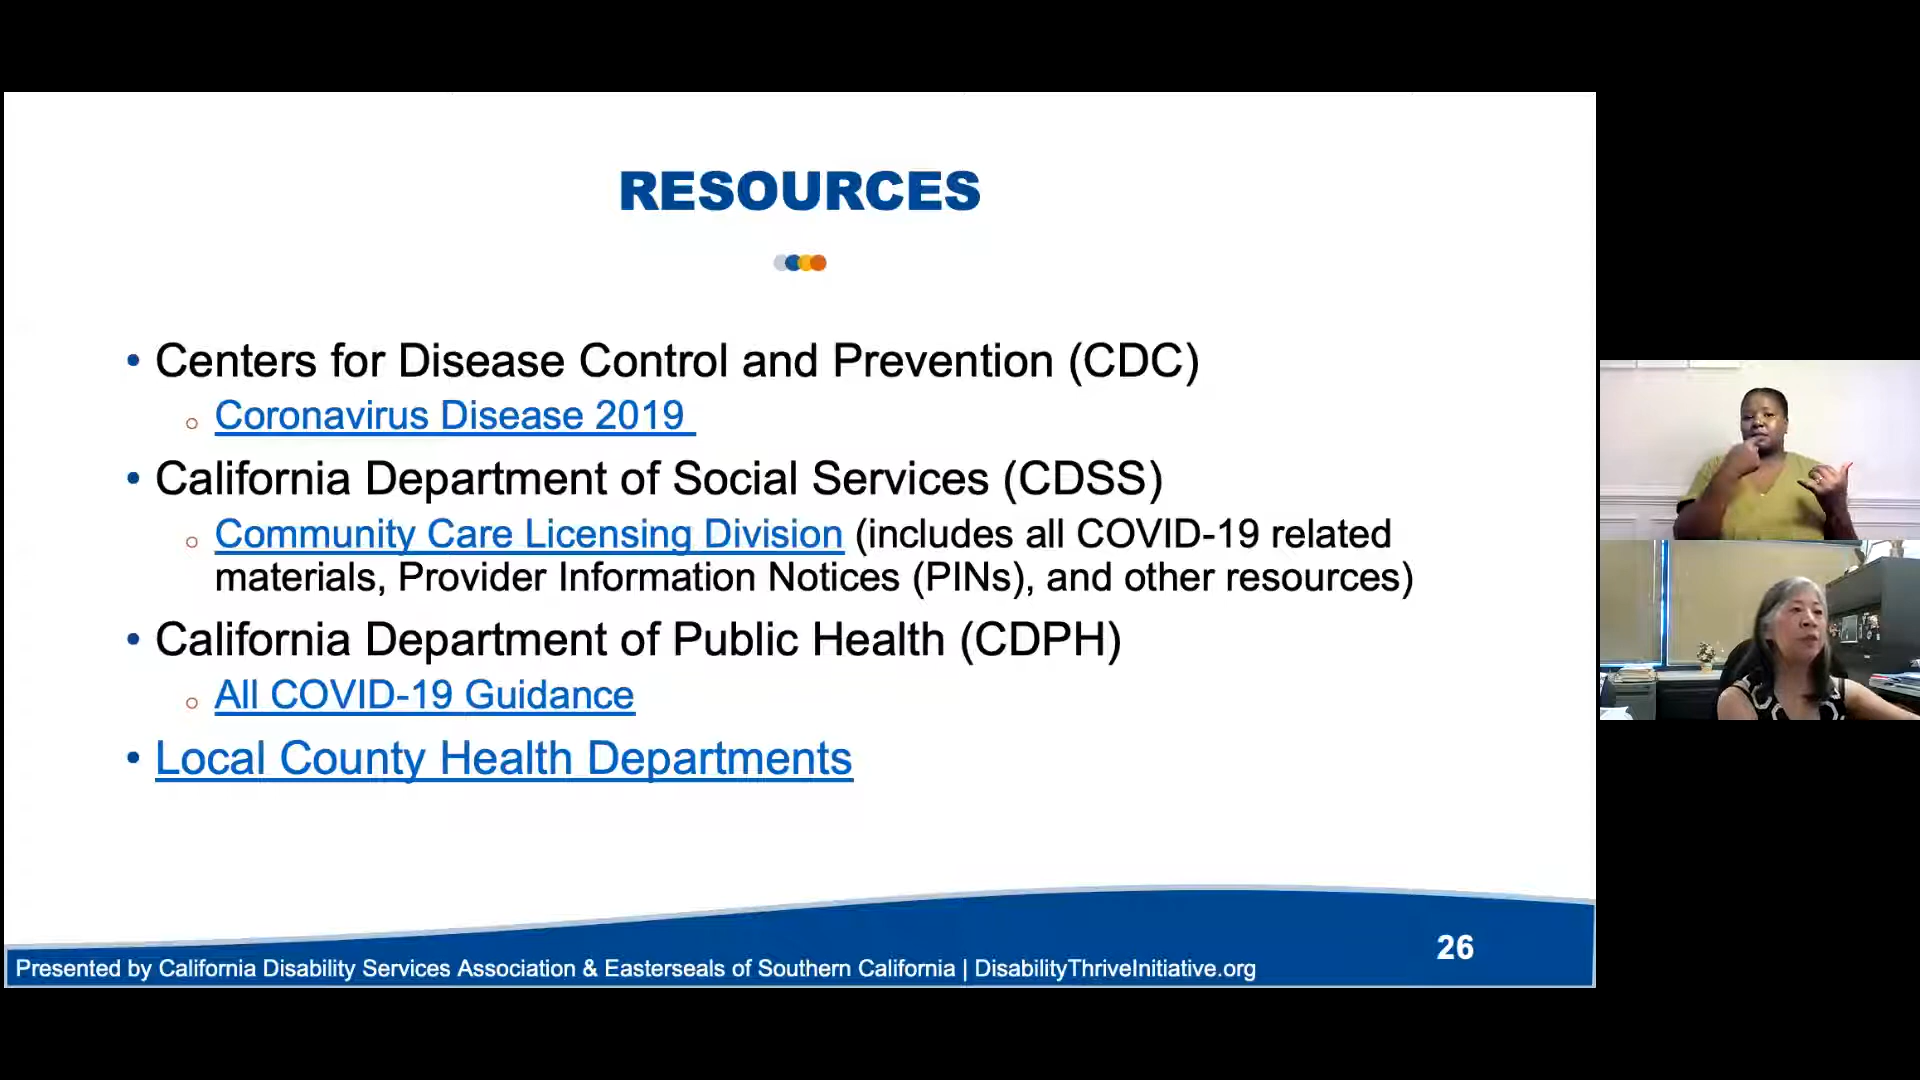 RESOURCES
• Centers for Disease Control and Prevention (CDC)
○ Coronavirus Disease 2019
• California Department of Social Services (CDSS)
○ Community Care Licensing Division (includes all COVID-19 related
materials, Provider Information Notices (PINs), and other resources)
• California Department of Public Health (CDPH)
○ All COVID-19 Guidance
• Local County Health Departments
26
Presented by California Disability Services Association & Easterseals of Southern California | DisabilityThriveInitiative.org